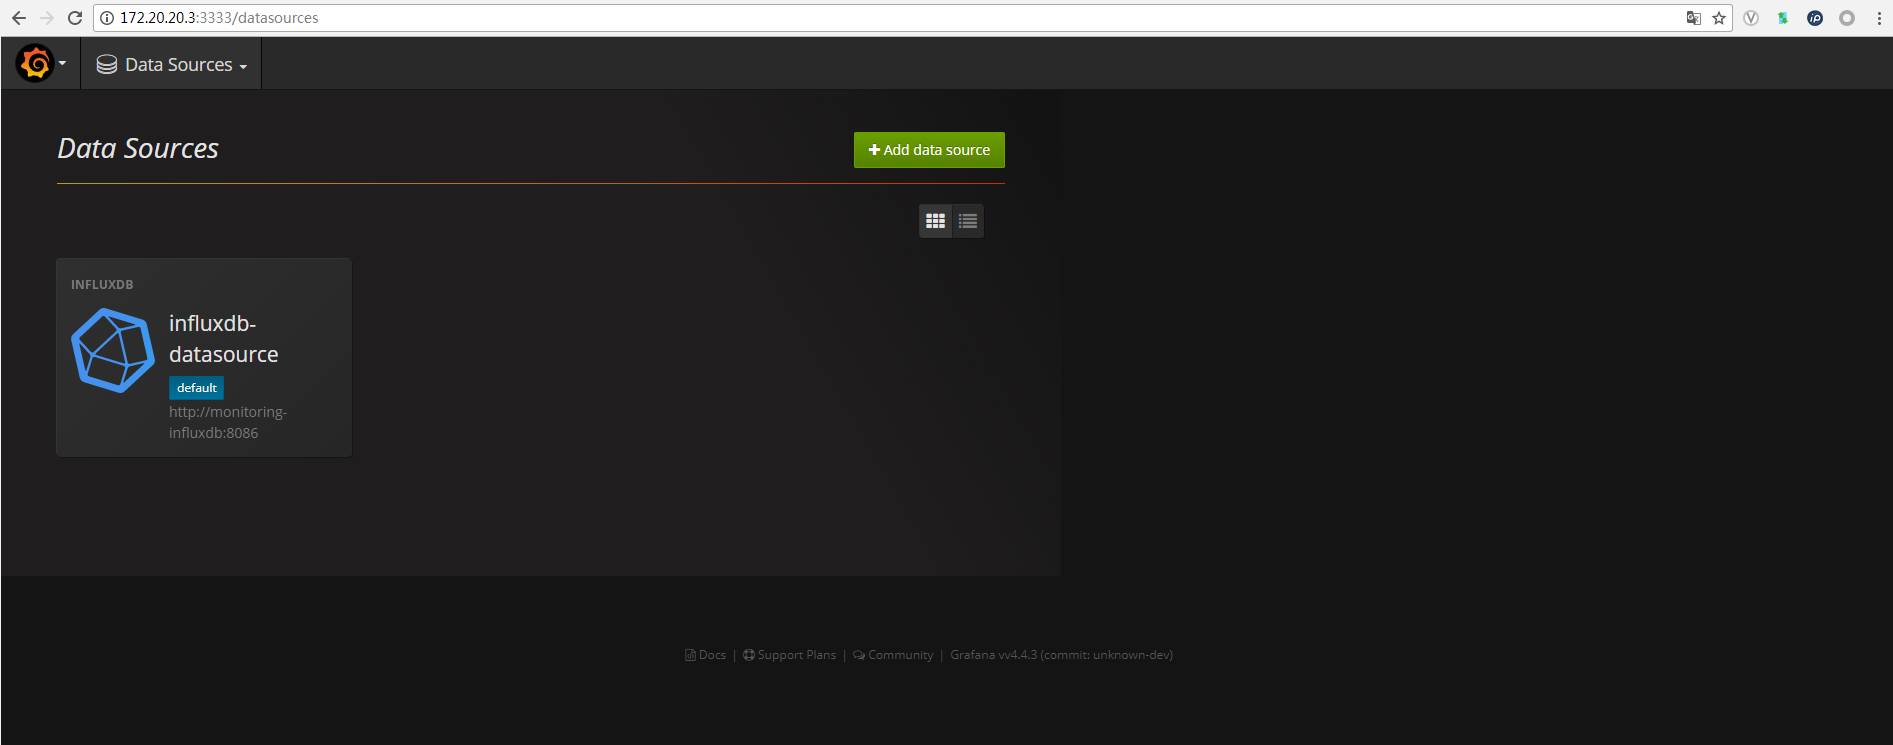 172.20.20.3:3333/datasources
Data Sources
Data Sources
Add data source
INFLUXDB
influxdb-
datasource
default
http://monitoring-
influxdb:8086
Docs | Support Plans | Community | Grafana vv4.4.3 (commit: unknown-dev)